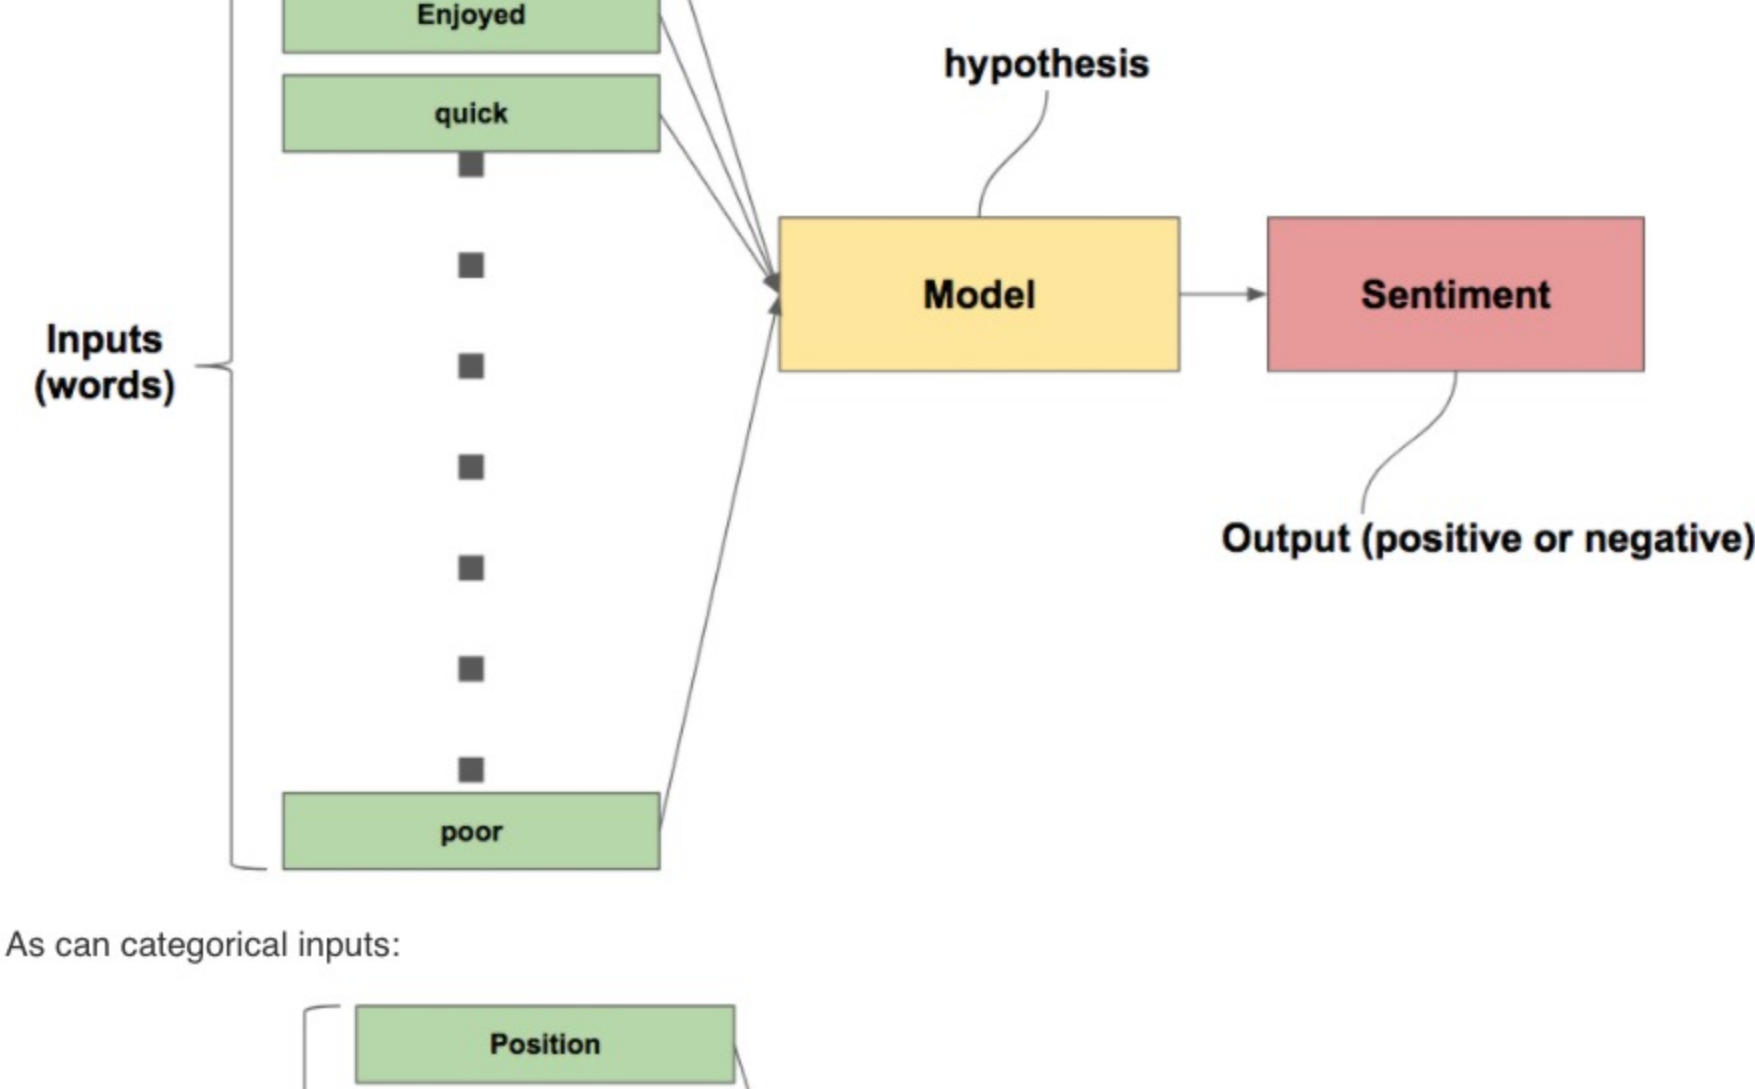 Enjoyed
quick
hypothesis
Model
Sentiment
Inputs
(words)
Output (positive or negative)
poor
As can categorical inputs:
Position